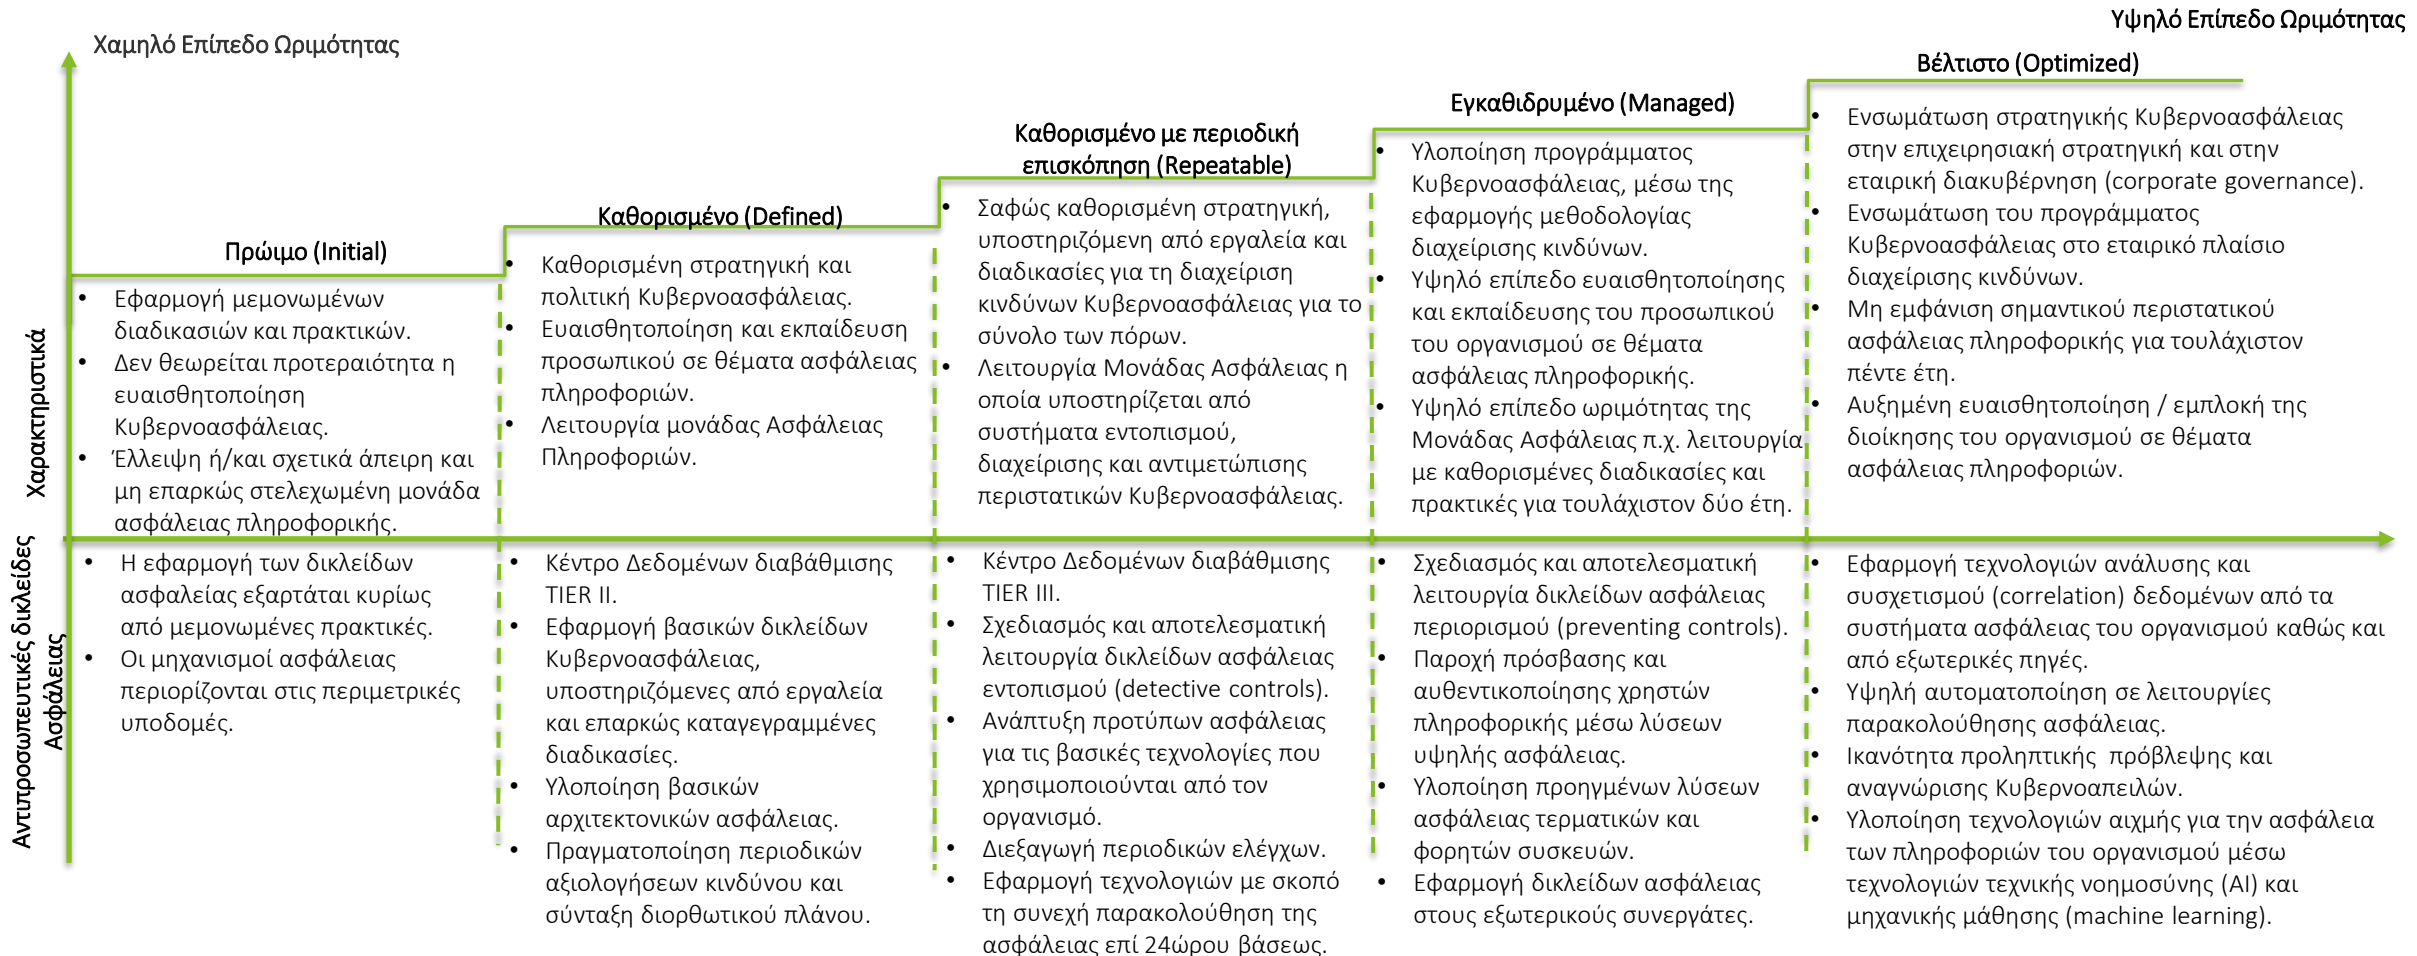 Χαμηλό Επίπεδο Ωριμότητας
Υψηλό Επίπεδο Ωριμότητας
Χαρακτηριστικά
Αντιπροσωπευτικές δικλείδες
Ασφάλειας
Πρώιμο (Initial)
• Εφαρμογή μεμονωμένων
διαδικασιών και πρακτικών.
• Δεν θεωρείται προτεραιότητα η
ευαισθητοποίηση
Κυβερνοασφάλειας.
• Έλλειψη ή/και σχετικά άπειρη και
μη επαρκώς στελεχωμένη μονάδα
ασφάλειας πληροφορικής.
• Η εφαρμογή των δικλείδων
ασφαλείας εξαρτάται κυρίως
από μεμονωμένες πρακτικές.
• Οι μηχανισμοί ασφάλειας
περιορίζονται στις περιμετρικές
υποδομές.
Καθορισμένο (Defined)
• Καθορισμένη στρατηγική και
πολιτική Κυβερνοασφάλειας.
• Ευαισθητοποίηση και εκπαίδευση
προσωπικού σε θέματα ασφάλειας
πληροφοριών.
• Λειτουργία μονάδας Ασφάλειας
Πληροφοριών.
• Κέντρο Δεδομένων διαβάθμισης
TIER II.
• Εφαρμογή βασικών δικλείδων
Κυβερνοασφάλειας,
υποστηριζόμενες από εργαλεία
και επαρκώς καταγεγραμμένες
διαδικασίες.
• Υλοποίηση βασικών
αρχιτεκτονικών ασφάλειας.
• Πραγματοποίηση περιοδικών
αξιολογήσεων κινδύνου και
σύνταξη διορθωτικού πλάνου.
Καθορισμένο με περιοδική
επισκόπηση (Repeatable)
• Σαφώς καθορισμένη στρατηγική,
υποστηριζόμενη από εργαλεία και
διαδικασίες για τη διαχείριση
κινδύνων Κυβερνοασφάλειας για το
σύνολο των πόρων.
• Λειτουργία Μονάδας Ασφάλειας η
οποία υποστηρίζεται από
συστήματα εντοπισμού,
διαχείρισης και αντιμετώπισης
περιστατικών Κυβερνοασφάλειας.
• Κέντρο Δεδομένων διαβάθμισης
TIER III.
• Σχεδιασμός και αποτελεσματική
λειτουργία δικλείδων ασφάλειας
εντοπισμού (detective controls).
• Ανάπτυξη προτύπων ασφάλειας
για τις βασικές τεχνολογίες που
χρησιμοποιούνται από τον
οργανισμό.
• Διεξαγωγή περιοδικών ελέγχων.
• Εφαρμογή τεχνολογιών με σκοπό
τη συνεχή παρακολούθηση της
ασφάλειας επί 24ώρου βάσεως.
Εγκαθιδρυμένο (Managed)
• Υλοποίηση προγράμματος
Κυβερνοασφάλειας, μέσω της
εφαρμογής μεθοδολογίας
διαχείρισης κινδύνων.
• Υψηλό επίπεδο ευαισθητοποίησης
και εκπαίδευσης του προσωπικού
του οργανισμού σε θέματα
ασφάλειας πληροφορικής.
• Υψηλό επίπεδο ωριμότητας της
Μονάδας Ασφάλειας π.χ. λειτουργία
με καθορισμένες διαδικασίες και
πρακτικές για τουλάχιστον δύο έτη.
• Σχεδιασμός και αποτελεσματική
λειτουργία δικλείδων ασφάλειας
περιορισμού (preventing controls).
• Παροχή πρόσβασης και
αυθεντικοποίησης χρηστών
πληροφορικής μέσω λύσεων
υψηλής ασφάλειας.
• Υλοποίηση προηγμένων λύσεων
ασφάλειας τερματικών και
φορητών συσκευών.
• Εφαρμογή δικλείδων ασφάλειας
στους εξωτερικούς συνεργάτες.
Βέλτιστο (Optimized)
• Ενσωμάτωση στρατηγικής Κυβερνοασφάλειας
στην επιχειρησιακή στρατηγική και στην
εταιρική διακυβέρνηση (corporate governance).
• Ενσωμάτωση του προγράμματος
Κυβερνοασφάλειας στο εταιρικό πλαίσιο
διαχείρισης κινδύνων.
• Μη εμφάνιση σημαντικού περιστατικού
ασφάλειας πληροφορικής για τουλάχιστον
πέντε έτη.
• Αυξημένη ευαισθητοποίηση / εμπλοκή της
διοίκησης του οργανισμού σε θέματα
ασφάλειας πληροφοριών.
• Εφαρμογή τεχνολογιών ανάλυσης και
συσχετισμού (correlation) δεδομένων από τα
συστήματα ασφάλειας του οργανισμού καθώς και
από εξωτερικές πηγές.
• Υψηλή αυτοματοποίηση σε λειτουργίες
παρακολούθησης ασφάλειας.
• Ικανότητα προληπτικής  πρόβλεψης και
αναγνώρισης Κυβερνοαπειλών.
• Υλοποίηση τεχνολογιών αιχμής για την ασφάλεια
των πληροφοριών του οργανισμού μέσω
τεχνολογιών τεχνικής νοημοσύνης (AI) και
μηχανικής μάθησης (machine learning).